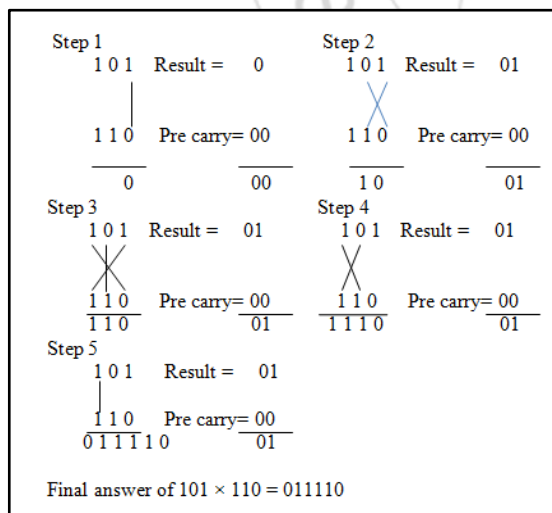 Step 1
1 0 1 Result = 0
1 1 0 Pre carry= 00
0 00
Step 2
1 0 1 Result = 01
1 1 0 Pre carry= 00
1 0 01
Step 3
1 0 1 Result = 01
1 1 0 Pre carry= 00
1 1 0 01
Step 4
1 0 1 Result = 01
1 1 0 Pre carry= 00
1 1 1 0 01
Step 5
1 0 1 Result = 01
1 1 0 Pre carry= 00
0 1 1 1 1 0 01
Final answer of 101 × 110 = 011110